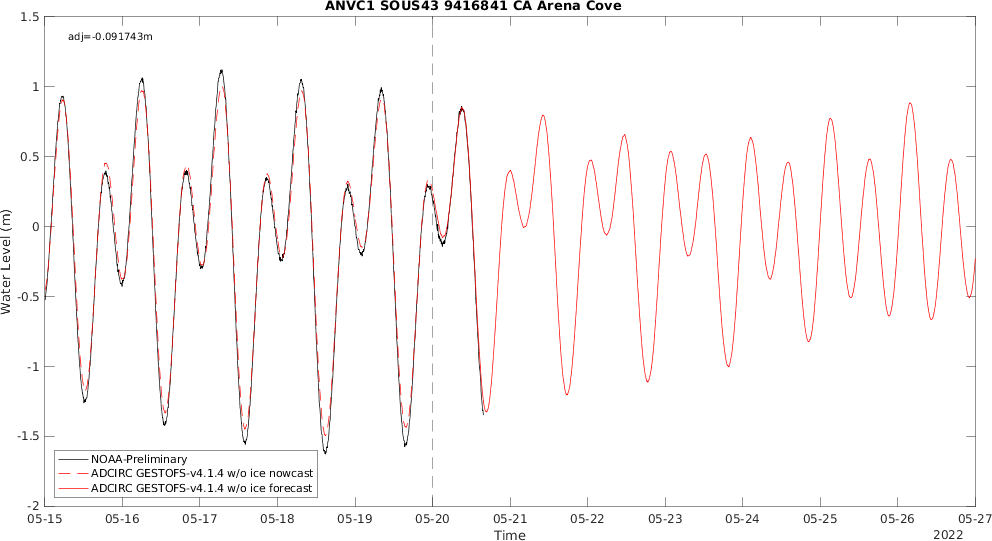 ANVC1 SOUS43 9416841 CA Arena Cove
adj=-0.091743m
1.5
1
0.5
0
-0.5
-1
-1.5
-2
Water Level (m)
NOAA-Preliminary
ADCIRC GESTOFS-v4.1.4 w/o ice nowcast
ADCIRC GESTOFS-v4.1.4 w/o ice forecast
05-15 05-16 05-17 05-18 05-19 05-20 05-21 05-22 05-23 05-24 05-25 05-26 05-27
Time
2022